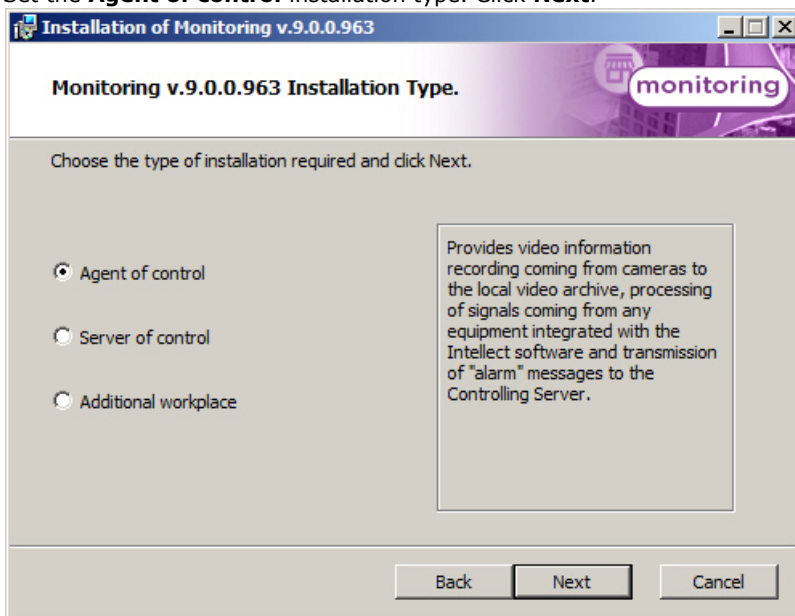 Set the Agent of control installation type. Click Next.
Installation of Monitoring v.9.0.0.963
Monitoring v.9.0.0.963 Installation Type.
monitoring
Choose the type of installation required and click Next.
Agent of control
Server of control
Additional workplace
Provides video information
recording coming from cameras to
the local video archive, processing
of signals coming from any
equipment integrated with the
Intellect software and transmission
of "alarm" messages to the
Controlling Server.
Back
Next
Cancel